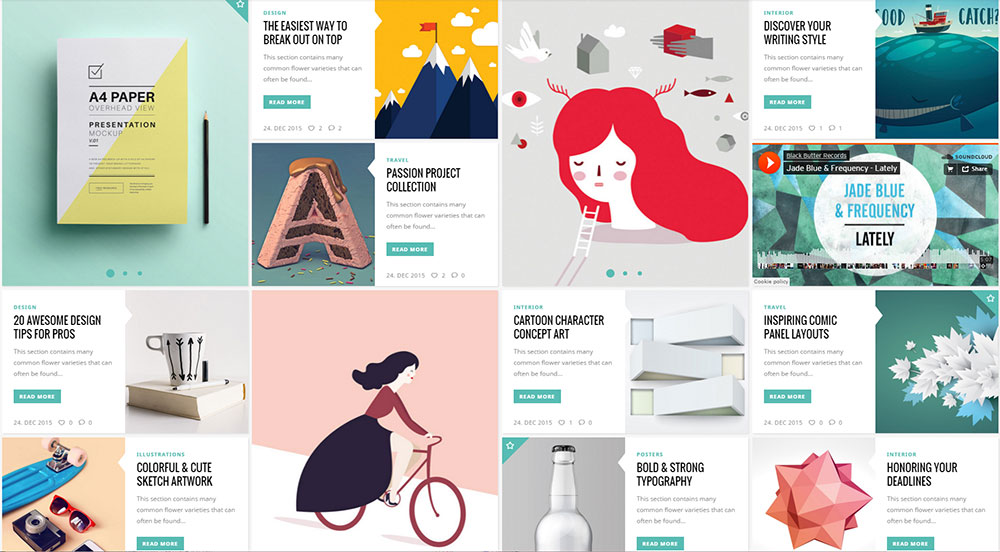 A4 PAPER
OVERHEAD VIEW
PRESENTATION
MOCKUP
V.01
DESIGN
THE EASIEST WAY TO
BREAK OUT ON TOP
This section contains many
common flower varieties that can
often be found...
READ MORE
24. DEC 2015 2 2
TRAVEL
PASSION PROJECT
COLLECTION
This section contains many
common flower varieties that can
often be found...
READ MORE
24. DEC 2015 2 0
INTERIOR
DISCOVER YOUR
WRITING STYLE
This section contains many
common flower varieties that can
often be found...
READ MORE
24. DEC 2015 1 1
OOD CATCH?
Black Butter Records
Jade Blue & Frequency - Lately
SOUNDCLOUD
Share
JADE BLUE
& FREQUENCY
LATELY
5:07
Cookie policy
DESIGN
20 AWESOME DESIGN
TIPS FOR PROS
This section contains many
common flower varieties that can
often be found...
READ MORE
24. DEC 2015 0 0
INTERIOR
CARTOON CHARACTER
CONCEPT ART
This section contains many
common flower varieties that can
often be found...
READ MORE
24. DEC 2015 1 0
TRAVEL
INSPIRING COMIC
PANEL LAYOUTS
This section contains many
common flower varieties that can
often be found...
READ MORE
24. DEC 2015 0 0
ILLUSTRATIONS
COLORFUL & CUTE
SKETCH ARTWORK
This section contains many
common flower varieties that can
often be found...
READ MORE
POSTERS
BOLD & STRONG
TYPOGRAPHY
This section contains many
common flower varieties that can
often be found...
READ MORE
INTERIOR
HONORING YOUR
DEADLINES
This section contains many
common flower varieties that can
often be found...
READ MORE